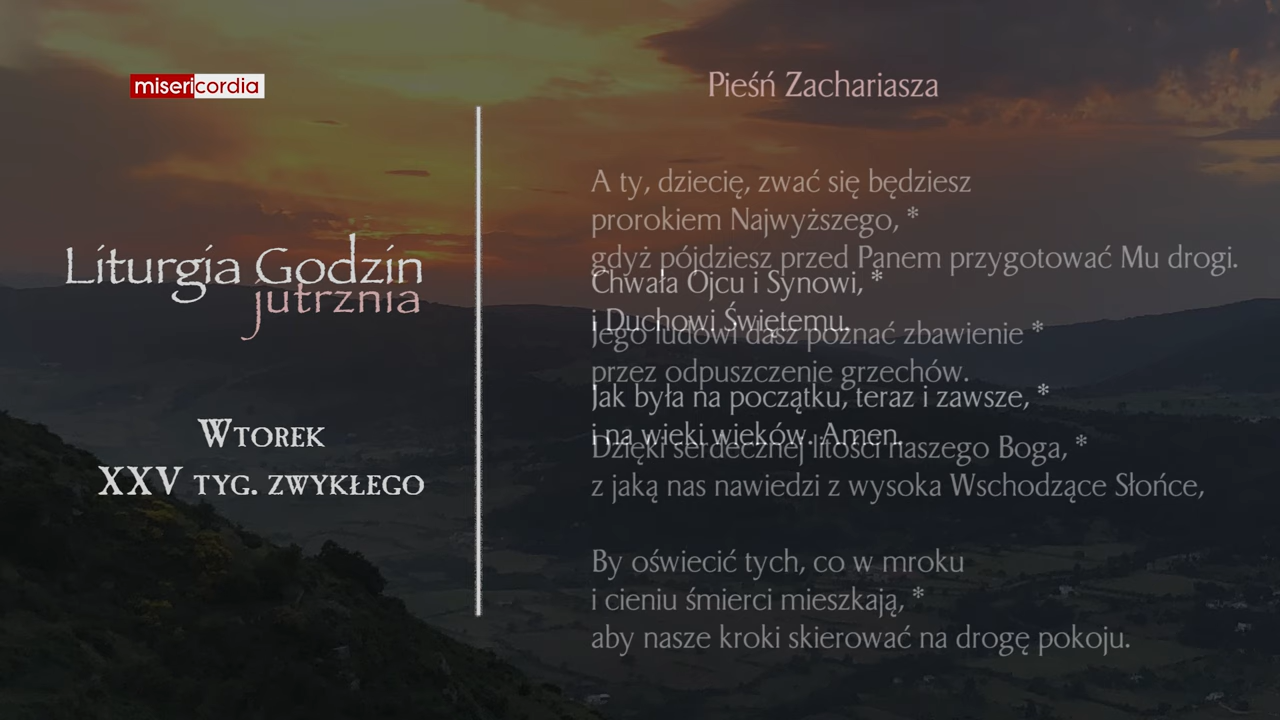 misericordia
Pieśń Zachariasza
Liturgia Godzin
jutrznia
Wtorek
XXV tyg. zwykłego
A ty, dziecię, zwać się będziesz
prorokiem Najwyższego, *
gdyż pójdziesz przed Panem przygotować Mu drogi.
Chwała Ojcu i Synowi, *
i Duchowi Świętemu.
Jego ludowi dasz poznać zbawienie *
przez odpuszczenie grzechów.
Jak była na początku, teraz i zawsze, *
i na wieki wieków. Amen.
Dzięki serdecznej litości naszego Boga, *
z jaką nas nawiedzi z wysoka Wschodzące Słońce,
By oświecić tych, co w mroku
i cieniu śmierci mieszkają, *
aby nasze kroki skierować na drogę pokoju.